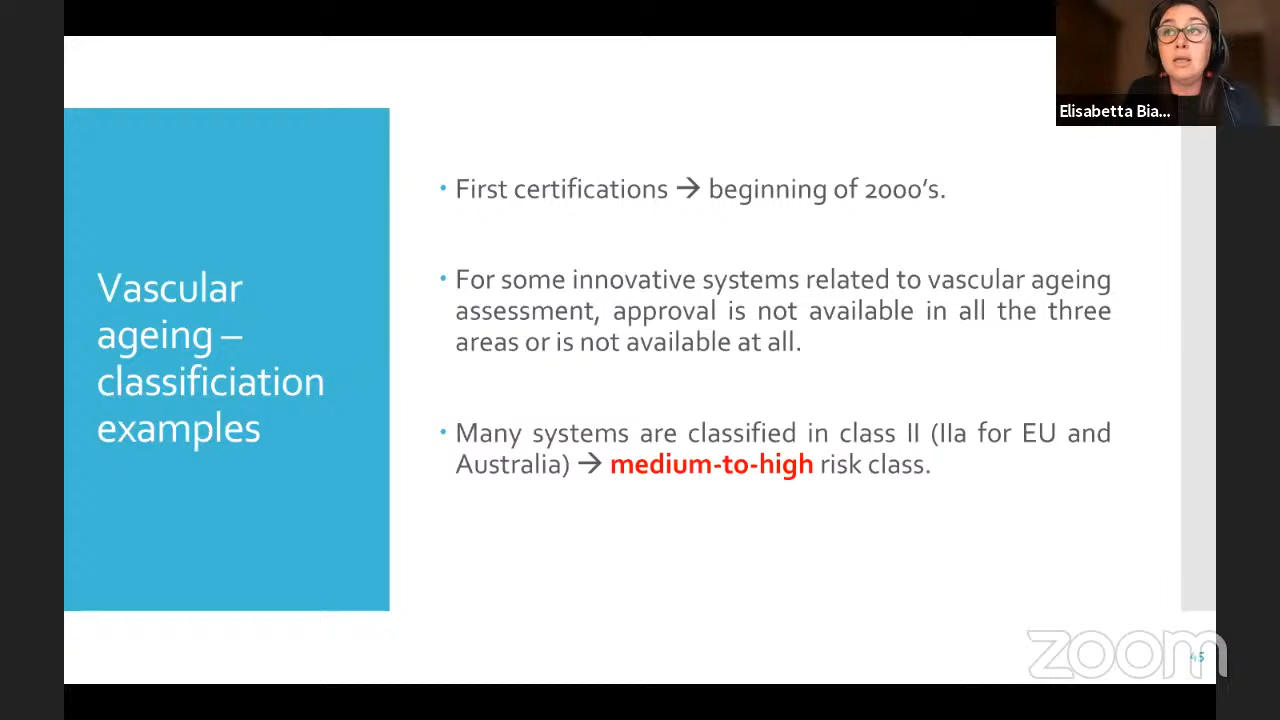 Elisabetta Bia...
Vascular
ageing –
classificiation
examples
• First certifications → beginning of 2000's.
• For some innovative systems related to vascular ageing
assessment, approval is not available in all the three
areas or is not available at all.
• Many systems are classified in class II (IIa for EU and
Australia) → medium-to-high risk class.
zoom
45